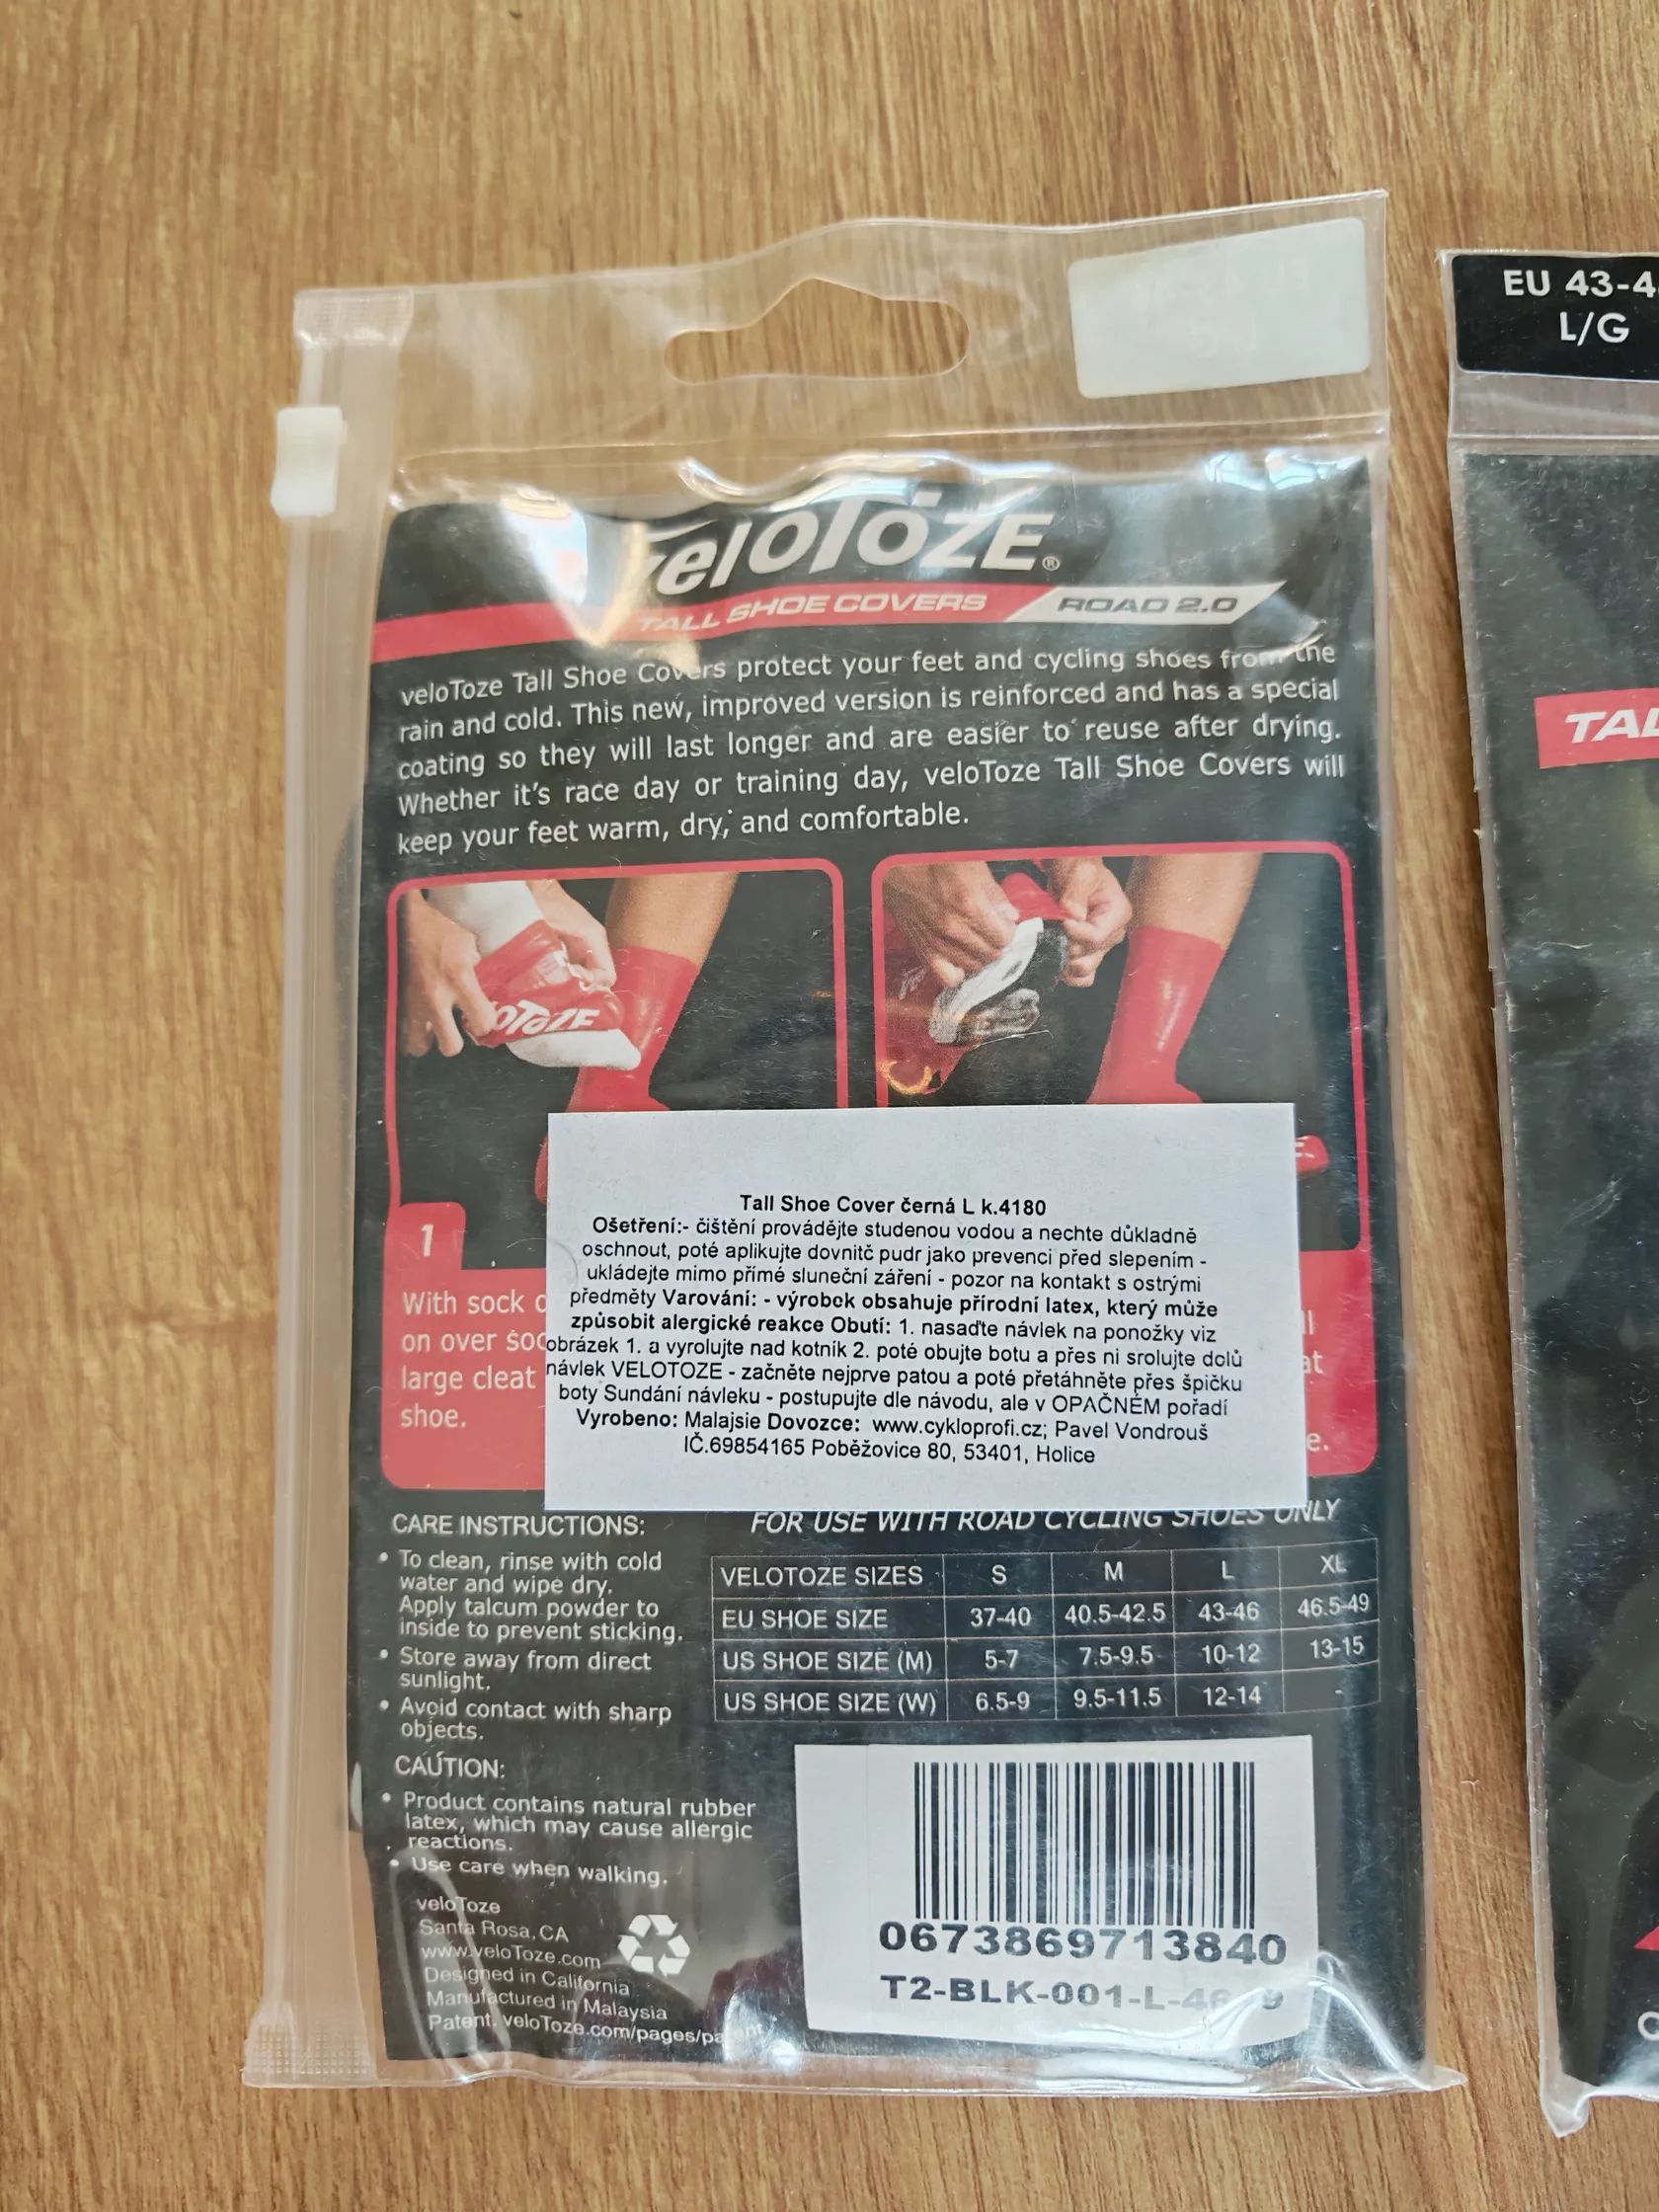 veloToze®
TALL SHOE COVERS ROAD 2.0
veloToze Tall Shoe Covers protect your feet and cycling shoes from the
rain and cold. This new, improved version is reinforced and has a special
coating so they will last longer and are easier to reuse after drying.
Whether it's race day or training day, veloToze Tall Shoe Covers will
keep your feet warm, dry, and comfortable.
1
With sock
on over
large cleat
shoe.
Tall Shoe Cover černá L k.4180
Ošetření:- čištění provádějte studenou vodou a nechte důkladně
oschnout, poté aplikujte dovnitč pudr jako prevenci před slepením -
ukládejte mimo přímé sluneční záření - pozor na kontakt s ostrými
předměty Varování: - výrobek obsahuje přírodní latex, který může
způsobit alergické reakce Obutí: 1. nasaďte návlek na ponožky viz
obrázek 1. a vyrolujte nad kotník 2. poté obujte botu a přes ni srolujte dolů
návlek VELOTOZE - začněte nejprve patou a poté přetáhněte přes špičku
boty Sundání návleku - postupujte dle návodu, ale v OPAČNÉM pořadí
Vyrobeno: Malajsie Dovozce: www.cykloprofi.cz; Pavel Vondrouš
IČ.69854165 Poběžovice 80, 53401, Holice
FOR USE WITH ROAD CYCLING SHOES ONLY
VELOTOZE SIZES S M L XL
EU SHOE SIZE 37-40 40.5-42.5 43-46 46.5-49
US SHOE SIZE (M) 5-7 7.5-9.5 10-12 13-15
US SHOE SIZE (W) 6.5-9 9.5-11.5 12-14 -
CARE INSTRUCTIONS:
• To clean, rinse with cold
water and wipe dry.
Apply talcum powder to
inside to prevent sticking.
• Store away from direct
sunlight.
• Avoid contact with sharp
objects.
CAUTION:
• Product contains natural rubber
latex, which may cause allergic
reactions.
• Use care when walking.
veloToze
Santa Rosa, CA
www.veloToze.com
Designed in California
Manufactured in Malaysia
Patent. veloToze.com/pages/patent
0673869713840
T2-BLK-001-L-46
EU 43-4
L/G
TAL